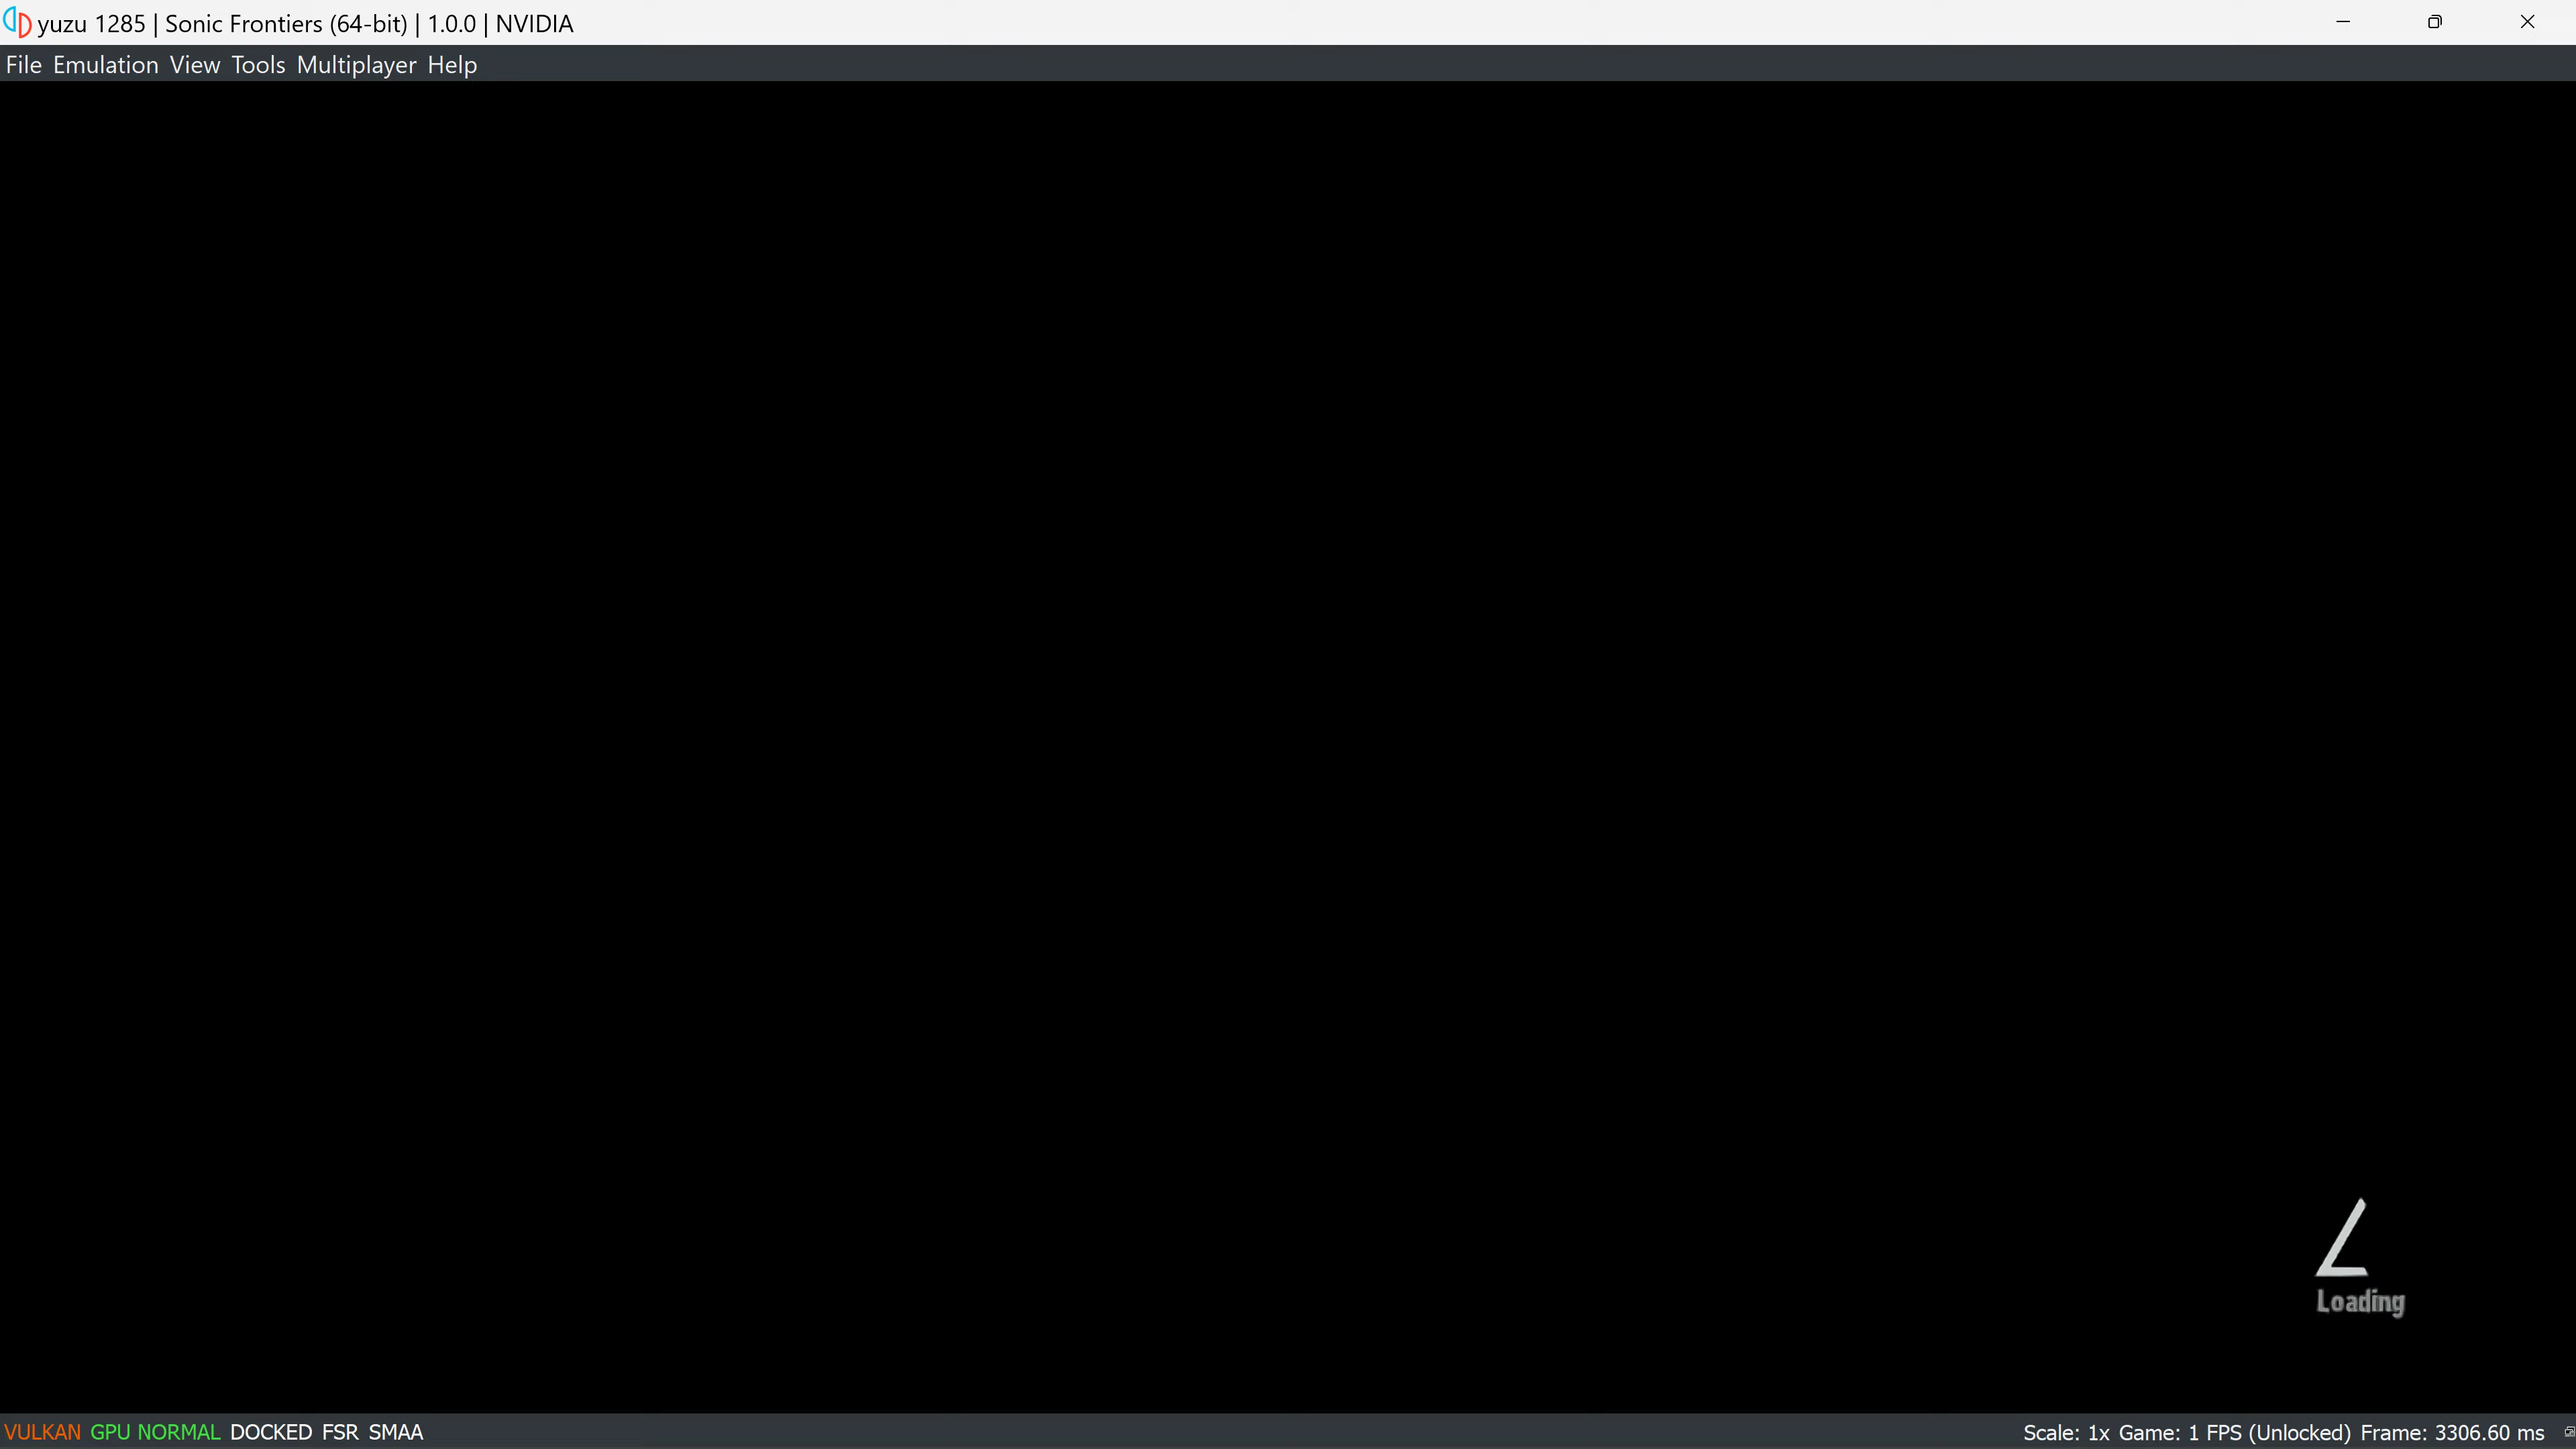 yuzu 1285 | Sonic Frontiers (64-bit) | 1.0.0 | NVIDIA
File Emulation View Tools Multiplayer Help
Loading
VULKAN GPU NORMAL DOCKED FSR SMAA Scale: 1x Game: 1 FPS (Unlocked) Frame: 3306.60 ms